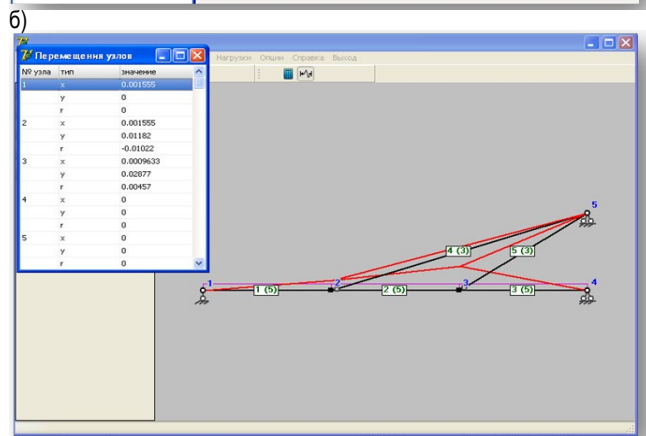 б)
Перемещения узлов
Нагрузки Опции Справка Выход
№ узла тип значение
1 x 0.001555
y 0
r 0
2 x 0.001555
y 0.01182
r -0.01022
3 x 0.0009633
y 0.02877
r 0.00457
4 x 0
y 0
r 0
5 x 0
y 0
r 0
5
4 (3) 5 (3)
1 2 3 4
1 (5) 2 (5) 3 (5)